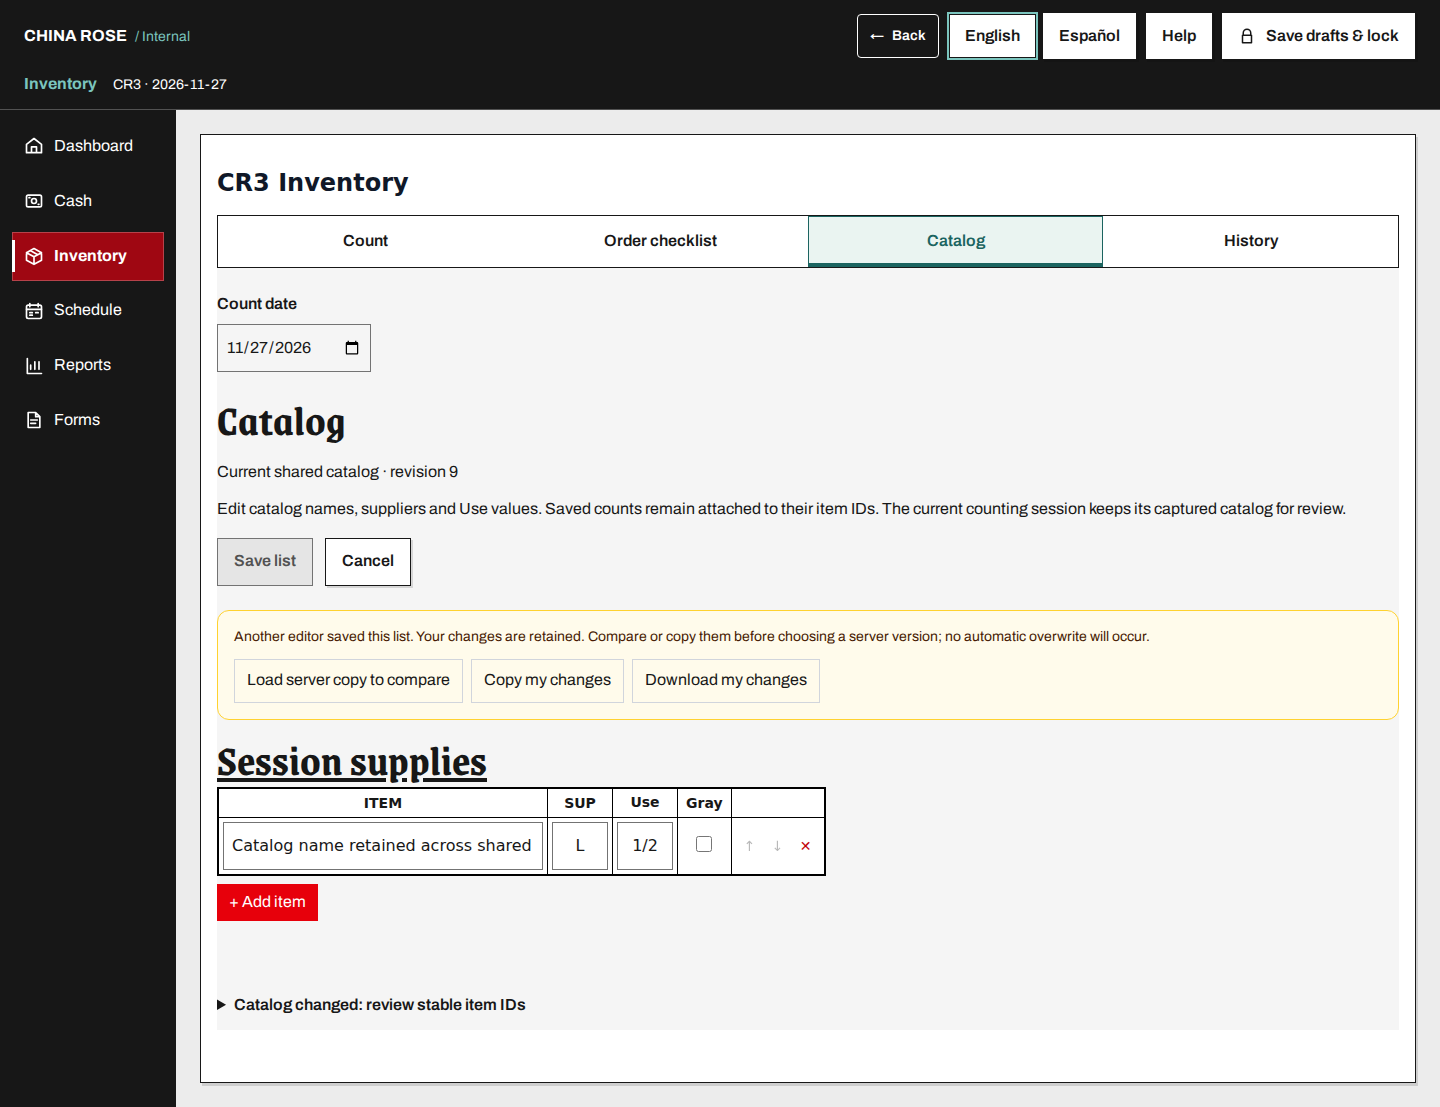 CHINA ROSE / Internal
← Back
English
Español
Help
Save drafts & lock
Inventory CR3 · 2026-11-27
Dashboard
Cash
Inventory
Schedule
Reports
Forms
CR3 Inventory
Count
Order checklist
Catalog
History
Count date
11/27/2026
Catalog
Current shared catalog · revision 9
Edit catalog names, suppliers and Use values. Saved counts remain attached to their item IDs. The current counting session keeps its captured catalog for review.
Save list
Cancel
Another editor saved this list. Your changes are retained. Compare or copy them before choosing a server version; no automatic overwrite will occur.
Load server copy to compare
Copy my changes
Download my changes
Session supplies
ITEM SUP Use Gray
Catalog name retained across shared L 1/2 ↑ ↓ ×
+ Add item
Catalog changed: review stable item IDs